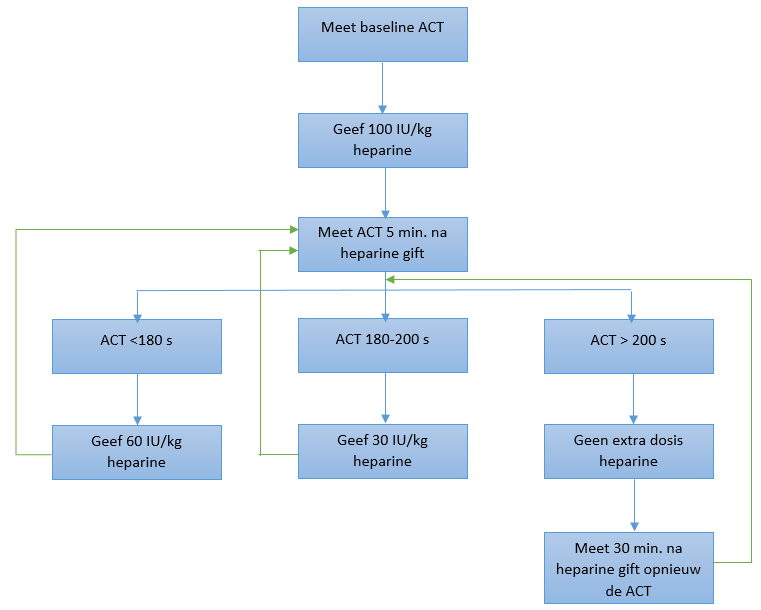 Meet baseline ACT
Geef 100 IU/kg
heparine
Meet ACT 5 min. na
heparine gift
ACT <180 s
ACT 180-200 s
ACT > 200 s
Geef 60 IU/kg
heparine
Geef 30 IU/kg
heparine
Geen extra dosis
heparine
Meet 30 min. na
heparine gift opnieuw
de ACT